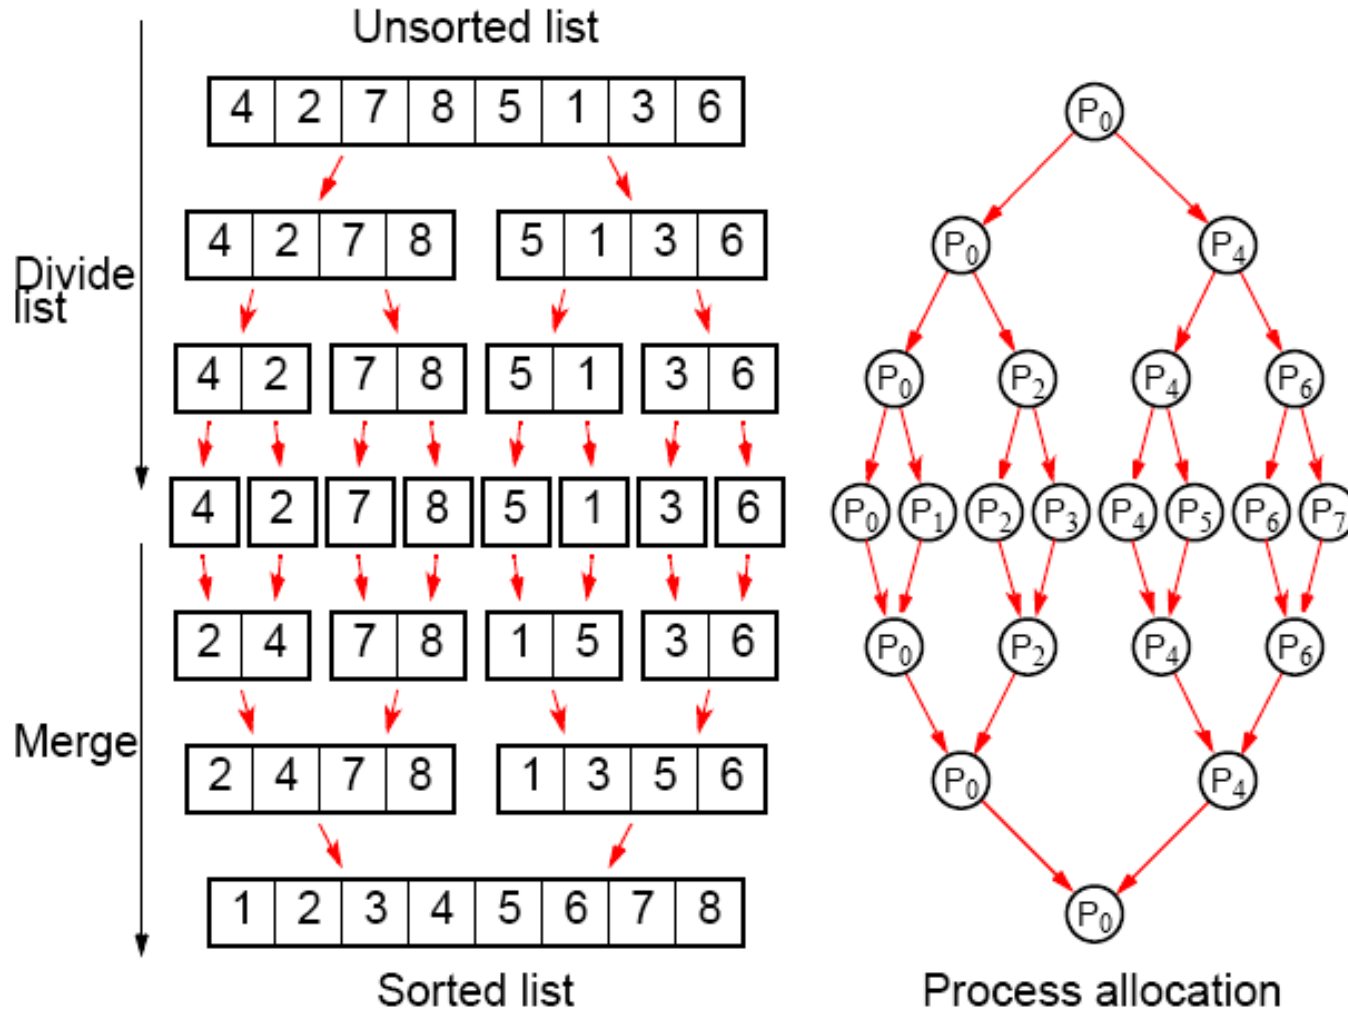 Unsorted list
4 2 7 8 5 1 3 6
P0
4 2 7 8 5 1 3 6
P0 P4
Divide
list
4 2 7 8 5 1 3 6
P0 P2 P4 P6
4 2 7 8 5 1 3 6
P0 P1 P2 P3 P4 P5 P6 P7
2 4 7 8 1 5 3 6
P0 P2 P4 P6
Merge
2 4 7 8 1 3 5 6
P0 P4
1 2 3 4 5 6 7 8
P0
Sorted list
Process allocation